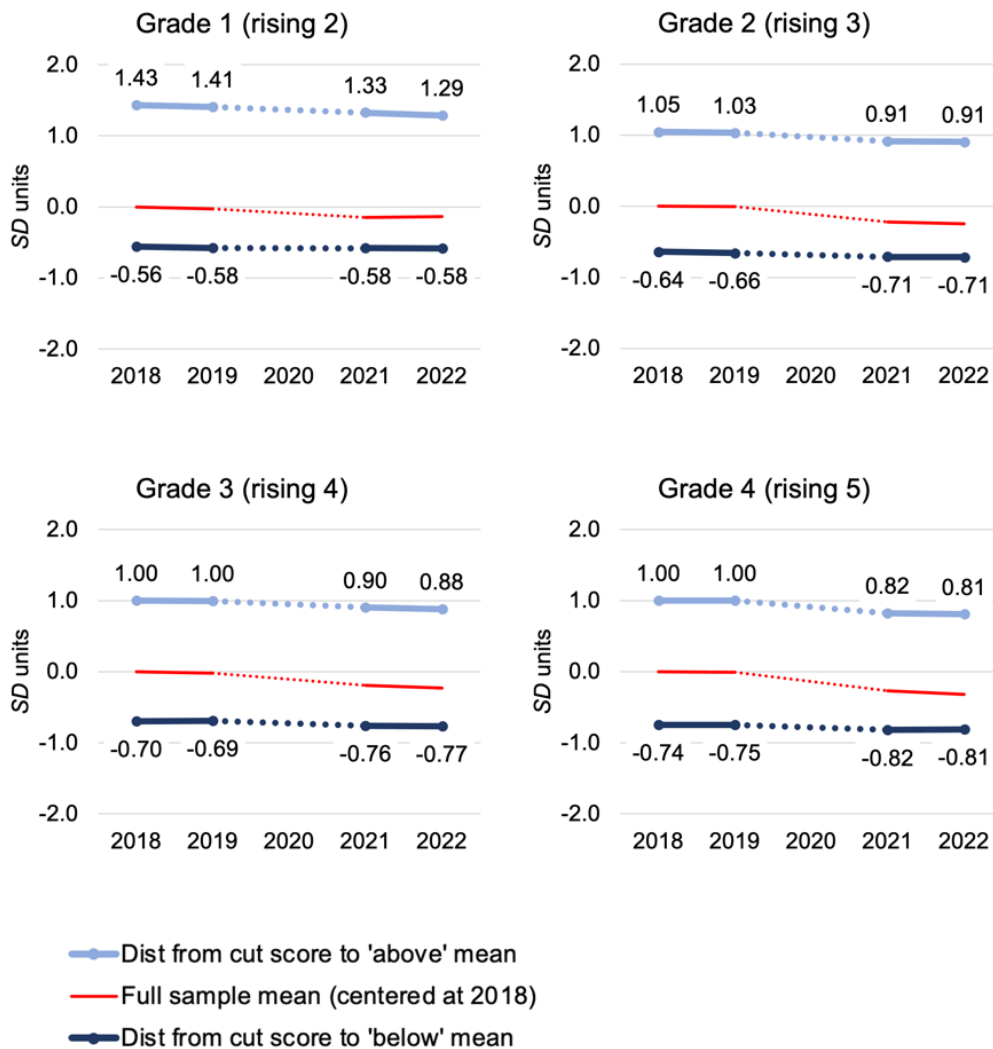 Grade 1 (rising 2)
2.0
1.43 1.41 1.33 1.29
1.0
0.0
SD units
-0.56 -0.58 -0.58 -0.58
-1.0
-2.0
2018 2019 2020 2021 2022
Grade 2 (rising 3)
2.0
1.05 1.03 0.91 0.91
1.0
0.0
SD units
-0.64 -0.66 -0.71 -0.71
-1.0
-2.0
2018 2019 2020 2021 2022
Grade 3 (rising 4)
2.0
1.00 1.00 0.90 0.88
1.0
0.0
SD units
-0.70 -0.69 -0.76 -0.77
-1.0
-2.0
2018 2019 2020 2021 2022
Grade 4 (rising 5)
2.0
1.00 1.00 0.82 0.81
1.0
0.0
SD units
-0.74 -0.75 -0.82 -0.81
-1.0
-2.0
2018 2019 2020 2021 2022
Dist from cut score to 'above' mean
Full sample mean (centered at 2018)
Dist from cut score to 'below' mean